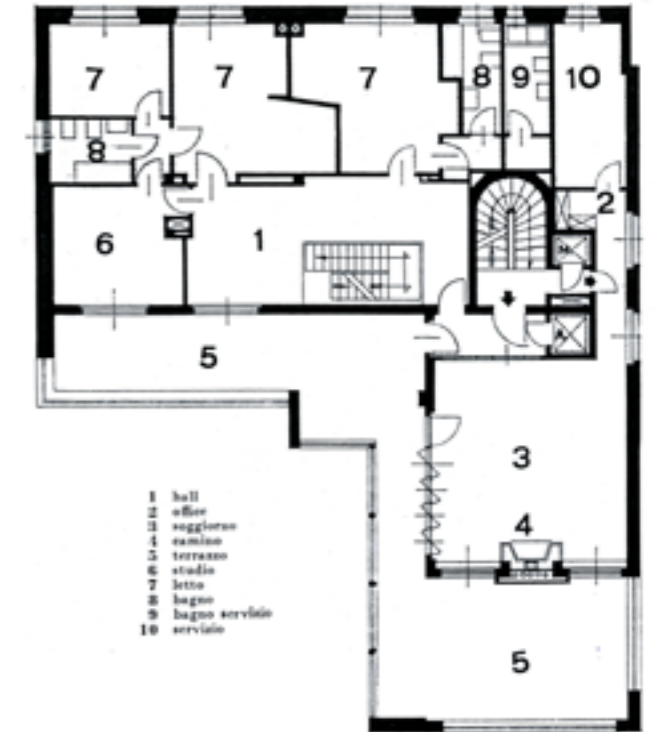 7 7 7 8 9 10
8
2
6 1
5
3
4
1 hall
2 office
3 soggiorno
4 camino
5 terrazzo
6 studio
7 letto
8 bagno
9 bagno servizio
10 servizio
5